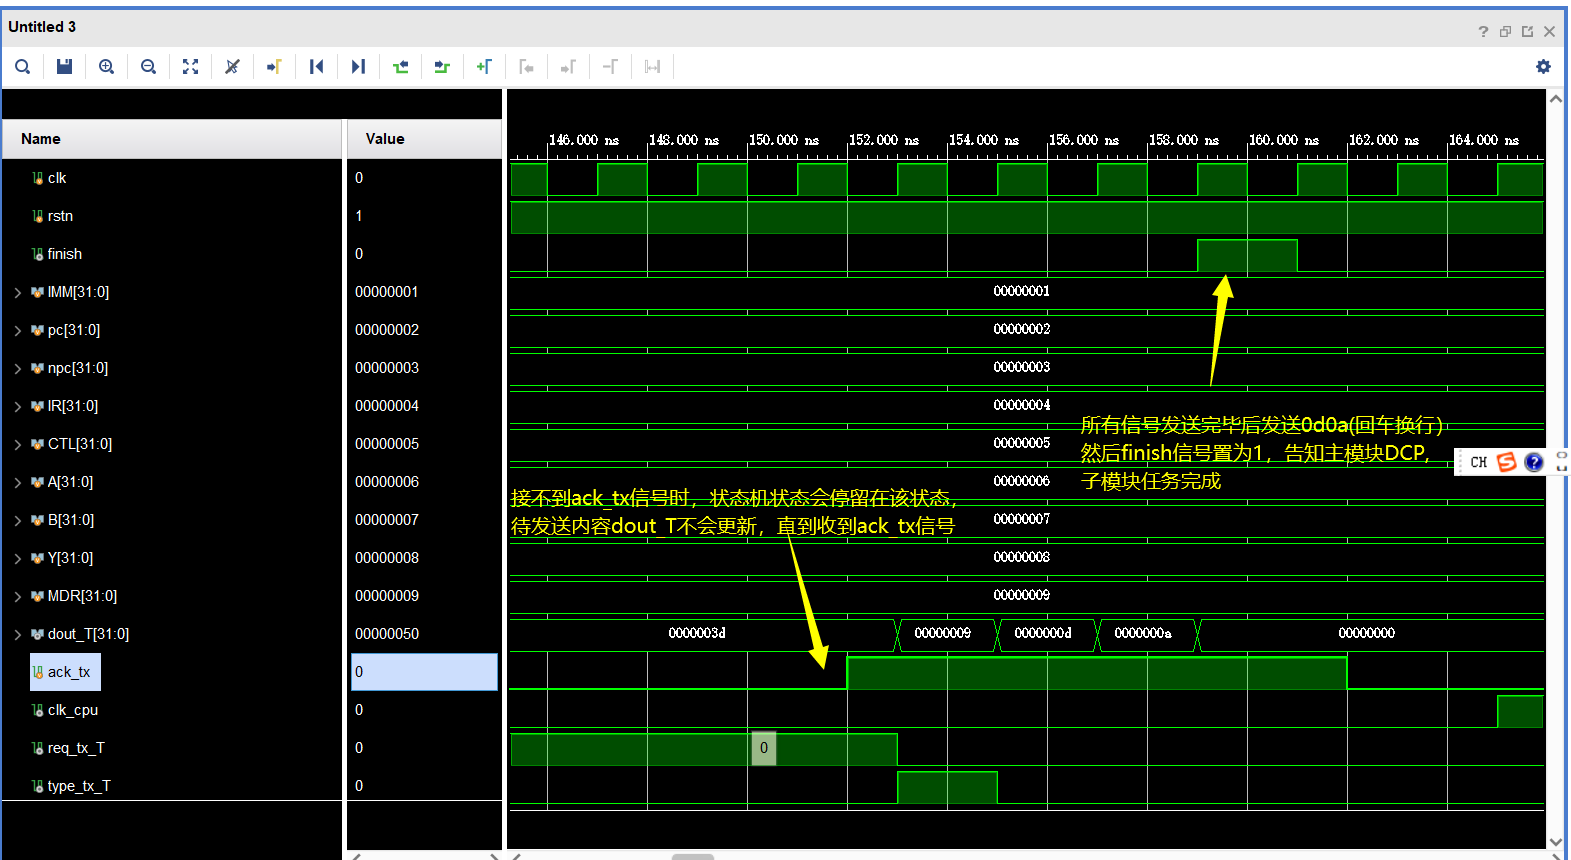 Untitled 3
Name
Value
146.000 ns
148.000 ns
150.000 ns
152.000 ns
154.000 ns
156.000 ns
158.000 ns
160.000 ns
162.000 ns
164.000 ns
clk
0
rstn
1
finish
0
IMM[31:0]
00000001
00000001
pc[31:0]
00000002
00000002
npc[31:0]
00000003
00000003
IR[31:0]
00000004
00000004
CTL[31:0]
00000005
00000005
A[31:0]
00000006
00000006
B[31:0]
00000007
00000007
Y[31:0]
00000008
00000008
MDR[31:0]
00000009
00000009
dout_T[31:0]
00000050
0000003d
00000009
0000000d
0000000a
00000000
ack_tx
0
clk_cpu
0
req_tx_T
0
0
type_tx_T
0
所有信号发送完毕后发送0d0a(回车换行)
然后finish信号置为1，告知主模块DCP,
子模块任务完成
接不到ack_tx信号时，状态机状态会停留在该状态，
待发送内容dout_T不会更新，直到收到ack_tx信号
CH
S
?